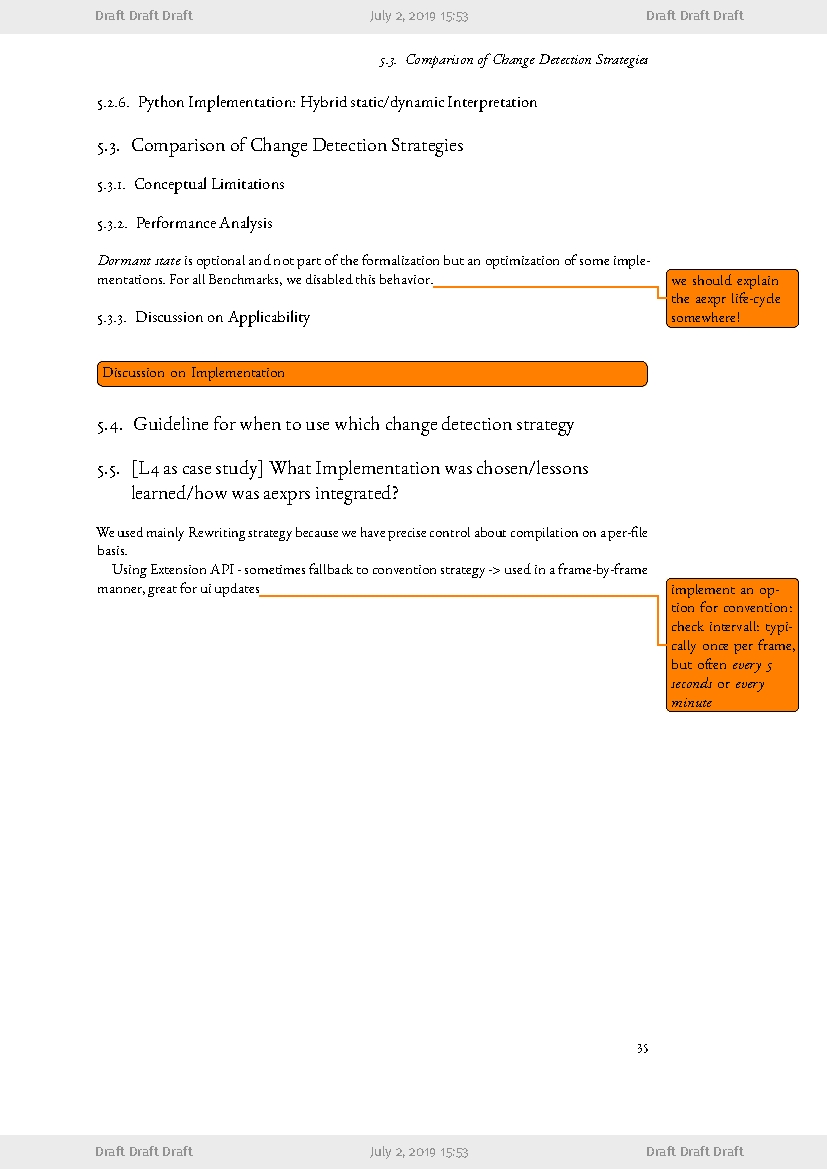 Draft Draft Draft July 2, 2019 15:53 Draft Draft Draft
5.3. Comparison of Change Detection Strategies
5.2.6. Python Implementation: Hybrid static/dynamic Interpretation
5.3. Comparison of Change Detection Strategies
5.3.1. Conceptual Limitations
5.3.2. Performance Analysis
Dormant state is optional and not part of the formalization but an optimization of some imple-
mentations. For all Benchmarks, we disabled this behavior.
we should explain
the aexpr life-cycle
somewhere!
5.3.3. Discussion on Applicability
Discussion on Implementation
5.4. Guideline for when to use which change detection strategy
5.5. [L4 as case study] What Implementation was chosen/lessons
learned/how was aexprs integrated?
We used mainly Rewriting strategy because we have precise control about compilation on a per-file
basis.
Using Extension API - sometimes fallback to convention strategy -> used in a frame-by-frame
manner, great for ui updates
implement an op-
tion for convention:
check intervall: typi-
cally once per frame,
but often every 5
seconds or every
minute
35
Draft Draft Draft July 2, 2019 15:53 Draft Draft Draft